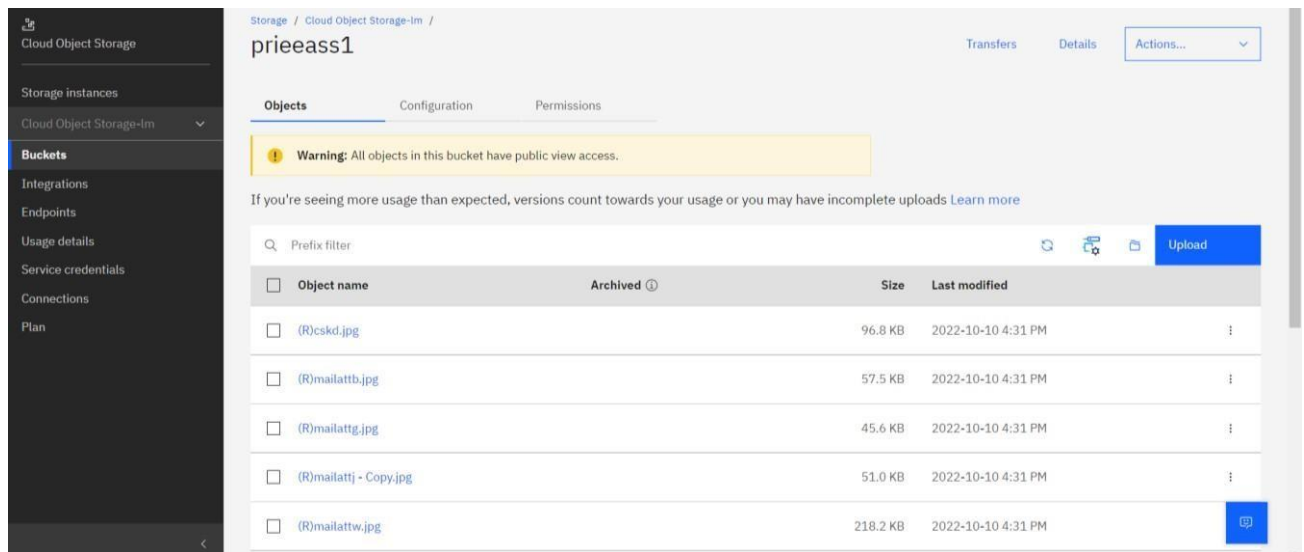 Cloud Object Storage
Storage instances
Cloud Object Storage-lm
Buckets
Integrations
Endpoints
Usage details
Service credentials
Connections
Plan
Storage / Cloud Object Storage-lm /
prieeass1
Transfers Details Actions...
Objects Configuration Permissions
Warning: All objects in this bucket have public view access.
If you're seeing more usage than expected, versions count towards your usage or you may have incomplete uploads Learn more
Prefix filter Upload
Object name Archived Size Last modified
(R)cskd.jpg 96.8 KB 2022-10-10 4:31 PM
(R)mailattb.jpg 57.5 KB 2022-10-10 4:31 PM
(R)mailattg.jpg 45.6 KB 2022-10-10 4:31 PM
(R)mailattj - Copy.jpg 51.0 KB 2022-10-10 4:31 PM
(R)mailattw.jpg 218.2 KB 2022-10-10 4:31 PM